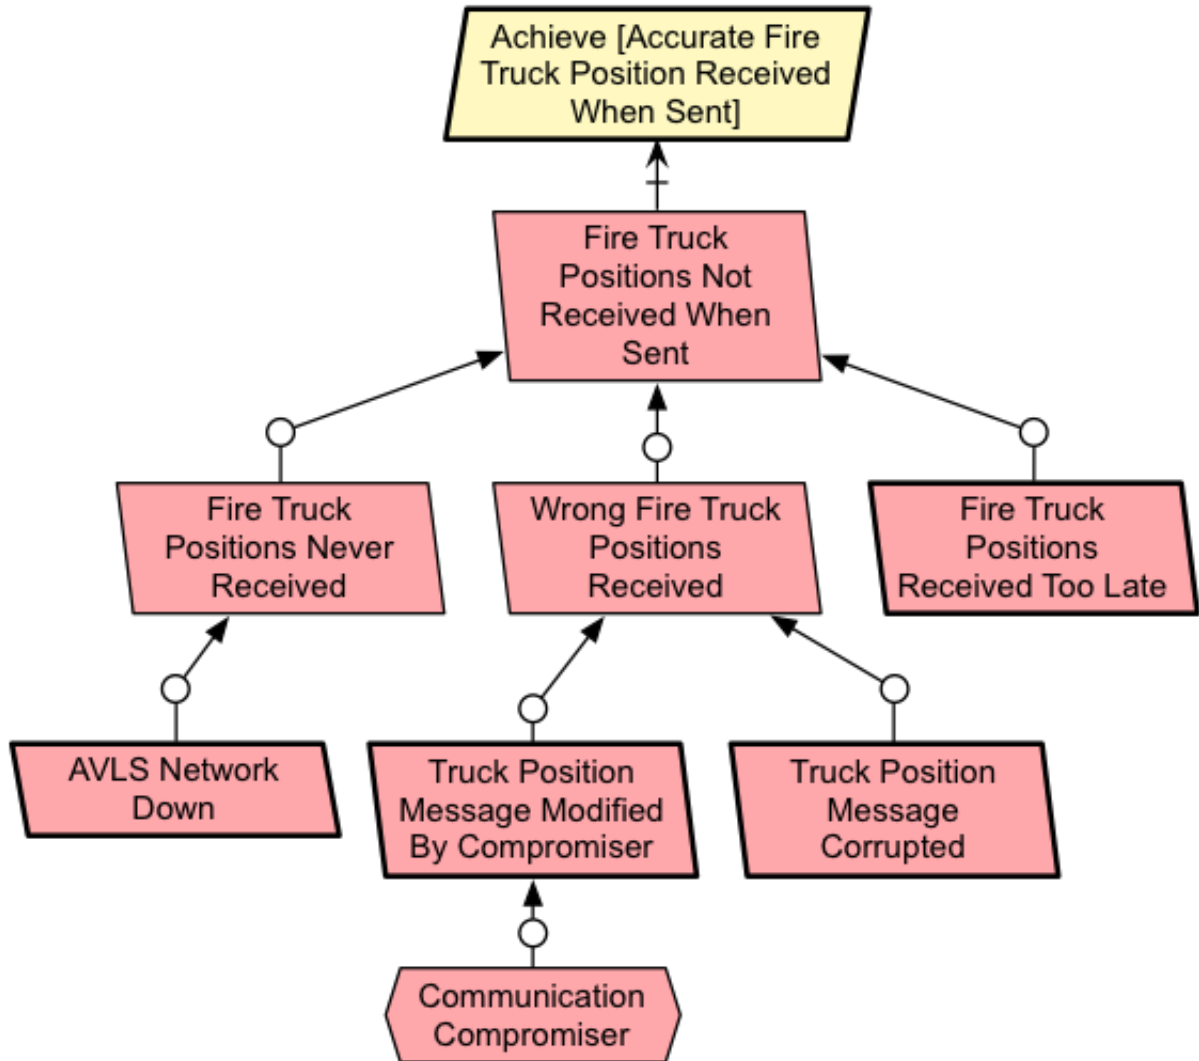 Achieve [Accurate Fire
Truck Position Received
When Sent]
Fire Truck
Positions Not
Received When
Sent
Fire Truck
Positions Never
Received
Wrong Fire Truck
Positions
Received
Fire Truck
Positions
Received Too Late
AVLS Network
Down
Truck Position
Message Modified
By Compromiser
Truck Position
Message
Corrupted
Communication
Compromiser